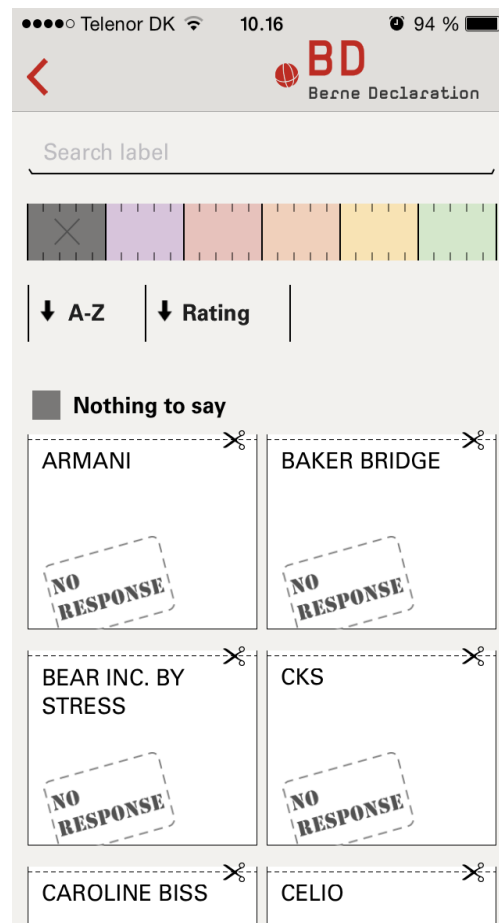 Telenor DK 10.16 94 %
BD
Berne Declaration
Search label
A-Z Rating
Nothing to say
ARMANI BAKER BRIDGE
NO NO
RESPONSE RESPONSE
BEAR INC. BY CKS
STRESS
NO NO
RESPONSE RESPONSE
CAROLINE BISS CELIO